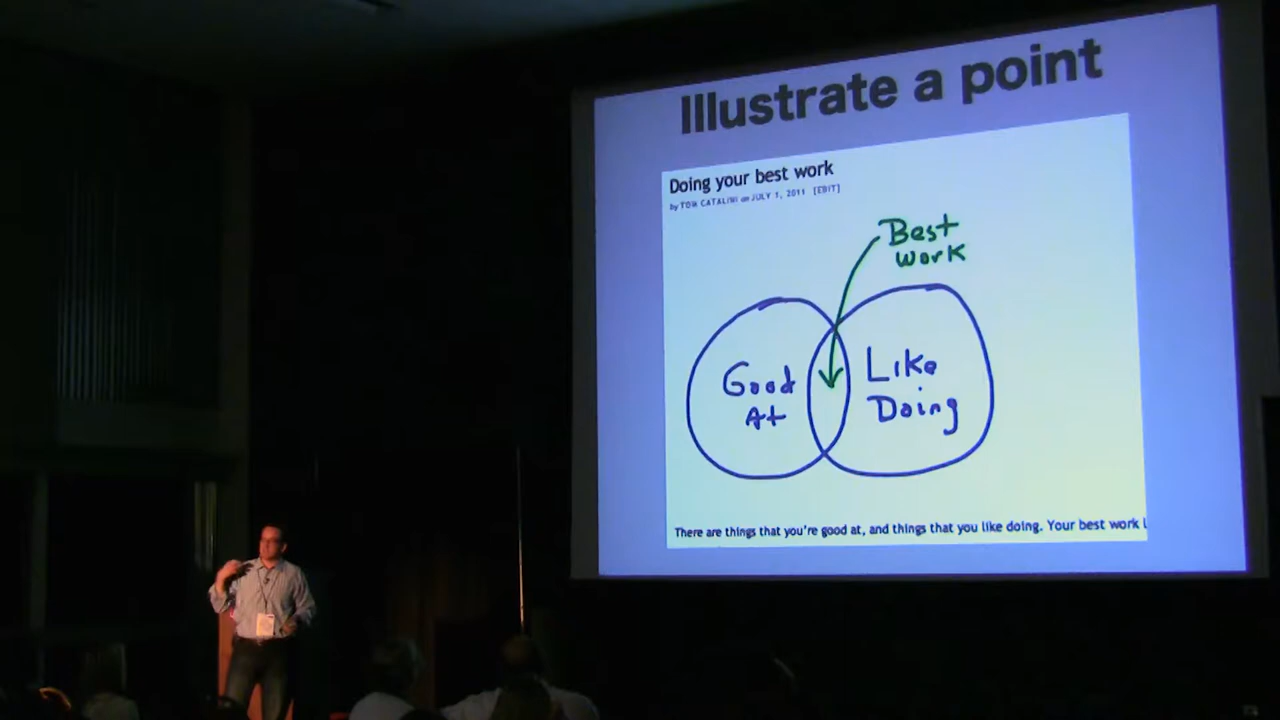 Illustrate a point
Doing your best work
by TOM CATALINI on JULY 1, 2011 [EDIT]
Best
Work
Good
At
Like
Doing
There are things that you're good at, and things that you like doing. Your best work